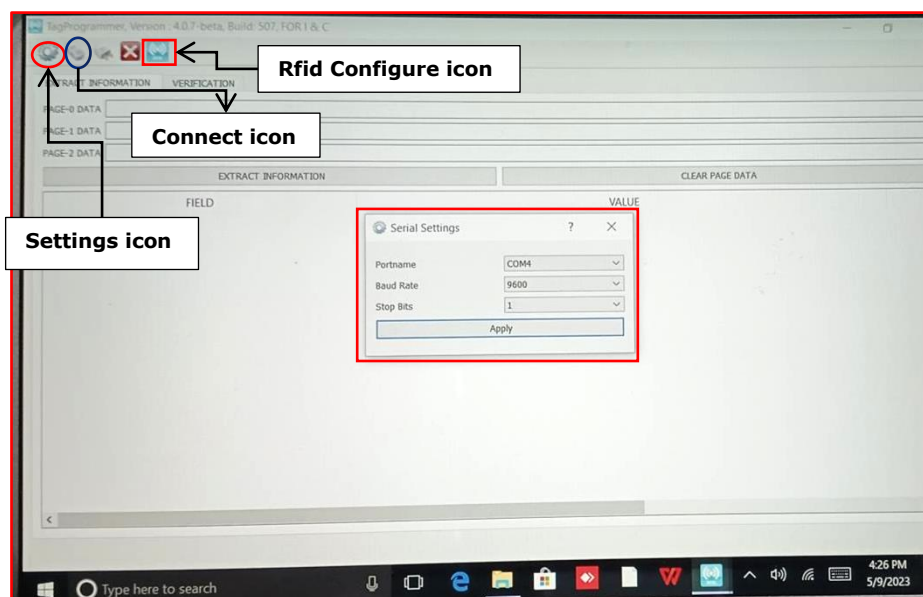 TagProgrammer, Version : 4.0.7-beta, Build: 507, FOR I & C
Rfid Configure icon
EXTRACT INFORMATION VERIFICATION
PAGE-0 DATA
PAGE-1 DATA
Connect icon
PAGE-2 DATA
EXTRACT INFORMATION CLEAR PAGE DATA
FIELD VALUE
Settings icon
Serial Settings ?
Portname COM4
Baud Rate 9600
Stop Bits 1
Apply
Type here to search
4:26 PM
5/9/2023